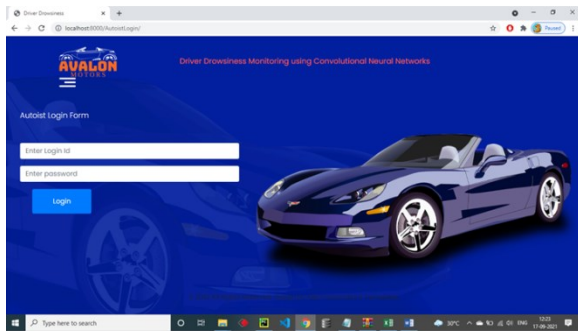 Driver Drowsiness
localhost:8000/AutoistLogin/
Paused
AVALON
MOTORS
Driver Drowsiness Monitoring using Convolutional Neural Networks
Autoist Login Form
Enter Login Id
Enter password
Login
Type here to search
30°C
ENG
12:23
17-09-2021